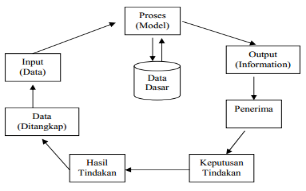 Proses
(Model)
Input
(Data)
Output
(Information)
Data
Dasar
Data
(Ditangkap)
Penerima
Hasil
Tindakan
Keputusan
Tindakan